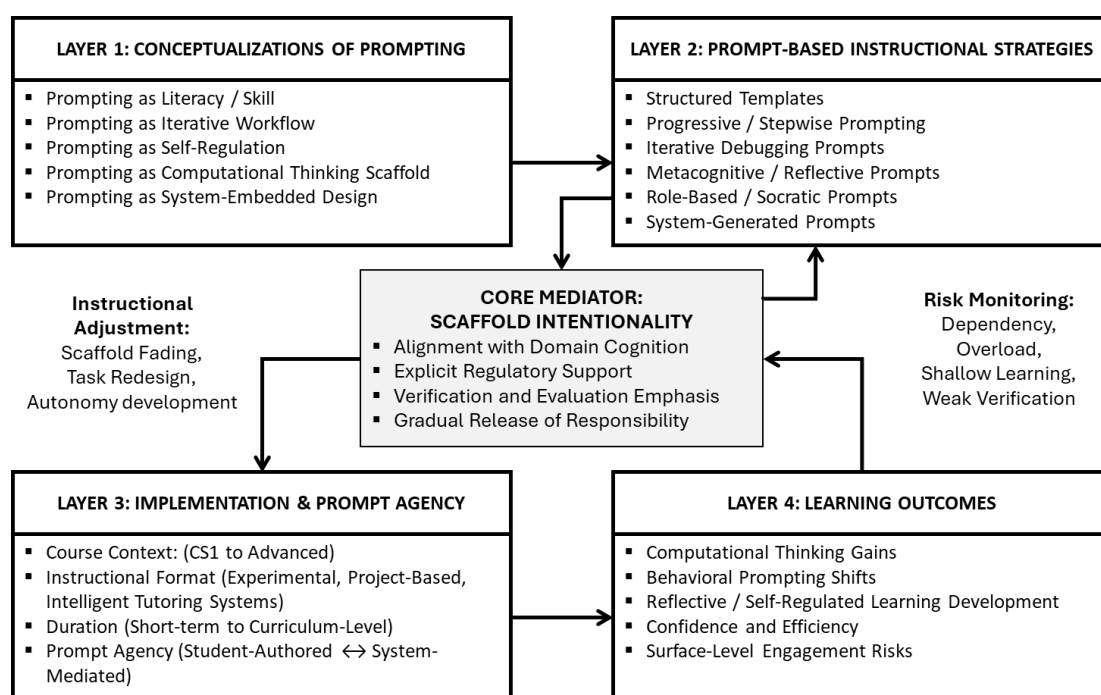 LAYER 1: CONCEPTUALIZATIONS OF PROMPTING
▪ Prompting as Literacy / Skill
▪ Prompting as Iterative Workflow
▪ Prompting as Self-Regulation
▪ Prompting as Computational Thinking Scaffold
▪ Prompting as System-Embedded Design
LAYER 2: PROMPT-BASED INSTRUCTIONAL STRATEGIES
▪ Structured Templates
▪ Progressive / Stepwise Prompting
▪ Iterative Debugging Prompts
▪ Metacognitive / Reflective Prompts
▪ Role-Based / Socratic Prompts
▪ System-Generated Prompts
Instructional
Adjustment:
Scaffold Fading,
Task Redesign,
Autonomy development
CORE MEDIATOR:
SCAFFOLD INTENTIONALITY
▪ Alignment with Domain Cognition
▪ Explicit Regulatory Support
▪ Verification and Evaluation Emphasis
▪ Gradual Release of Responsibility
Risk Monitoring:
Dependency,
Overload,
Shallow Learning,
Weak Verification
LAYER 3: IMPLEMENTATION & PROMPT AGENCY
▪ Course Context: (CS1 to Advanced)
▪ Instructional Format (Experimental, Project-Based,
Intelligent Tutoring Systems)
▪ Duration (Short-term to Curriculum-Level)
▪ Prompt Agency (Student-Authored ↔ System-
Mediated)
LAYER 4: LEARNING OUTCOMES
▪ Computational Thinking Gains
▪ Behavioral Prompting Shifts
▪ Reflective / Self-Regulated Learning Development
▪ Confidence and Efficiency
▪ Surface-Level Engagement Risks